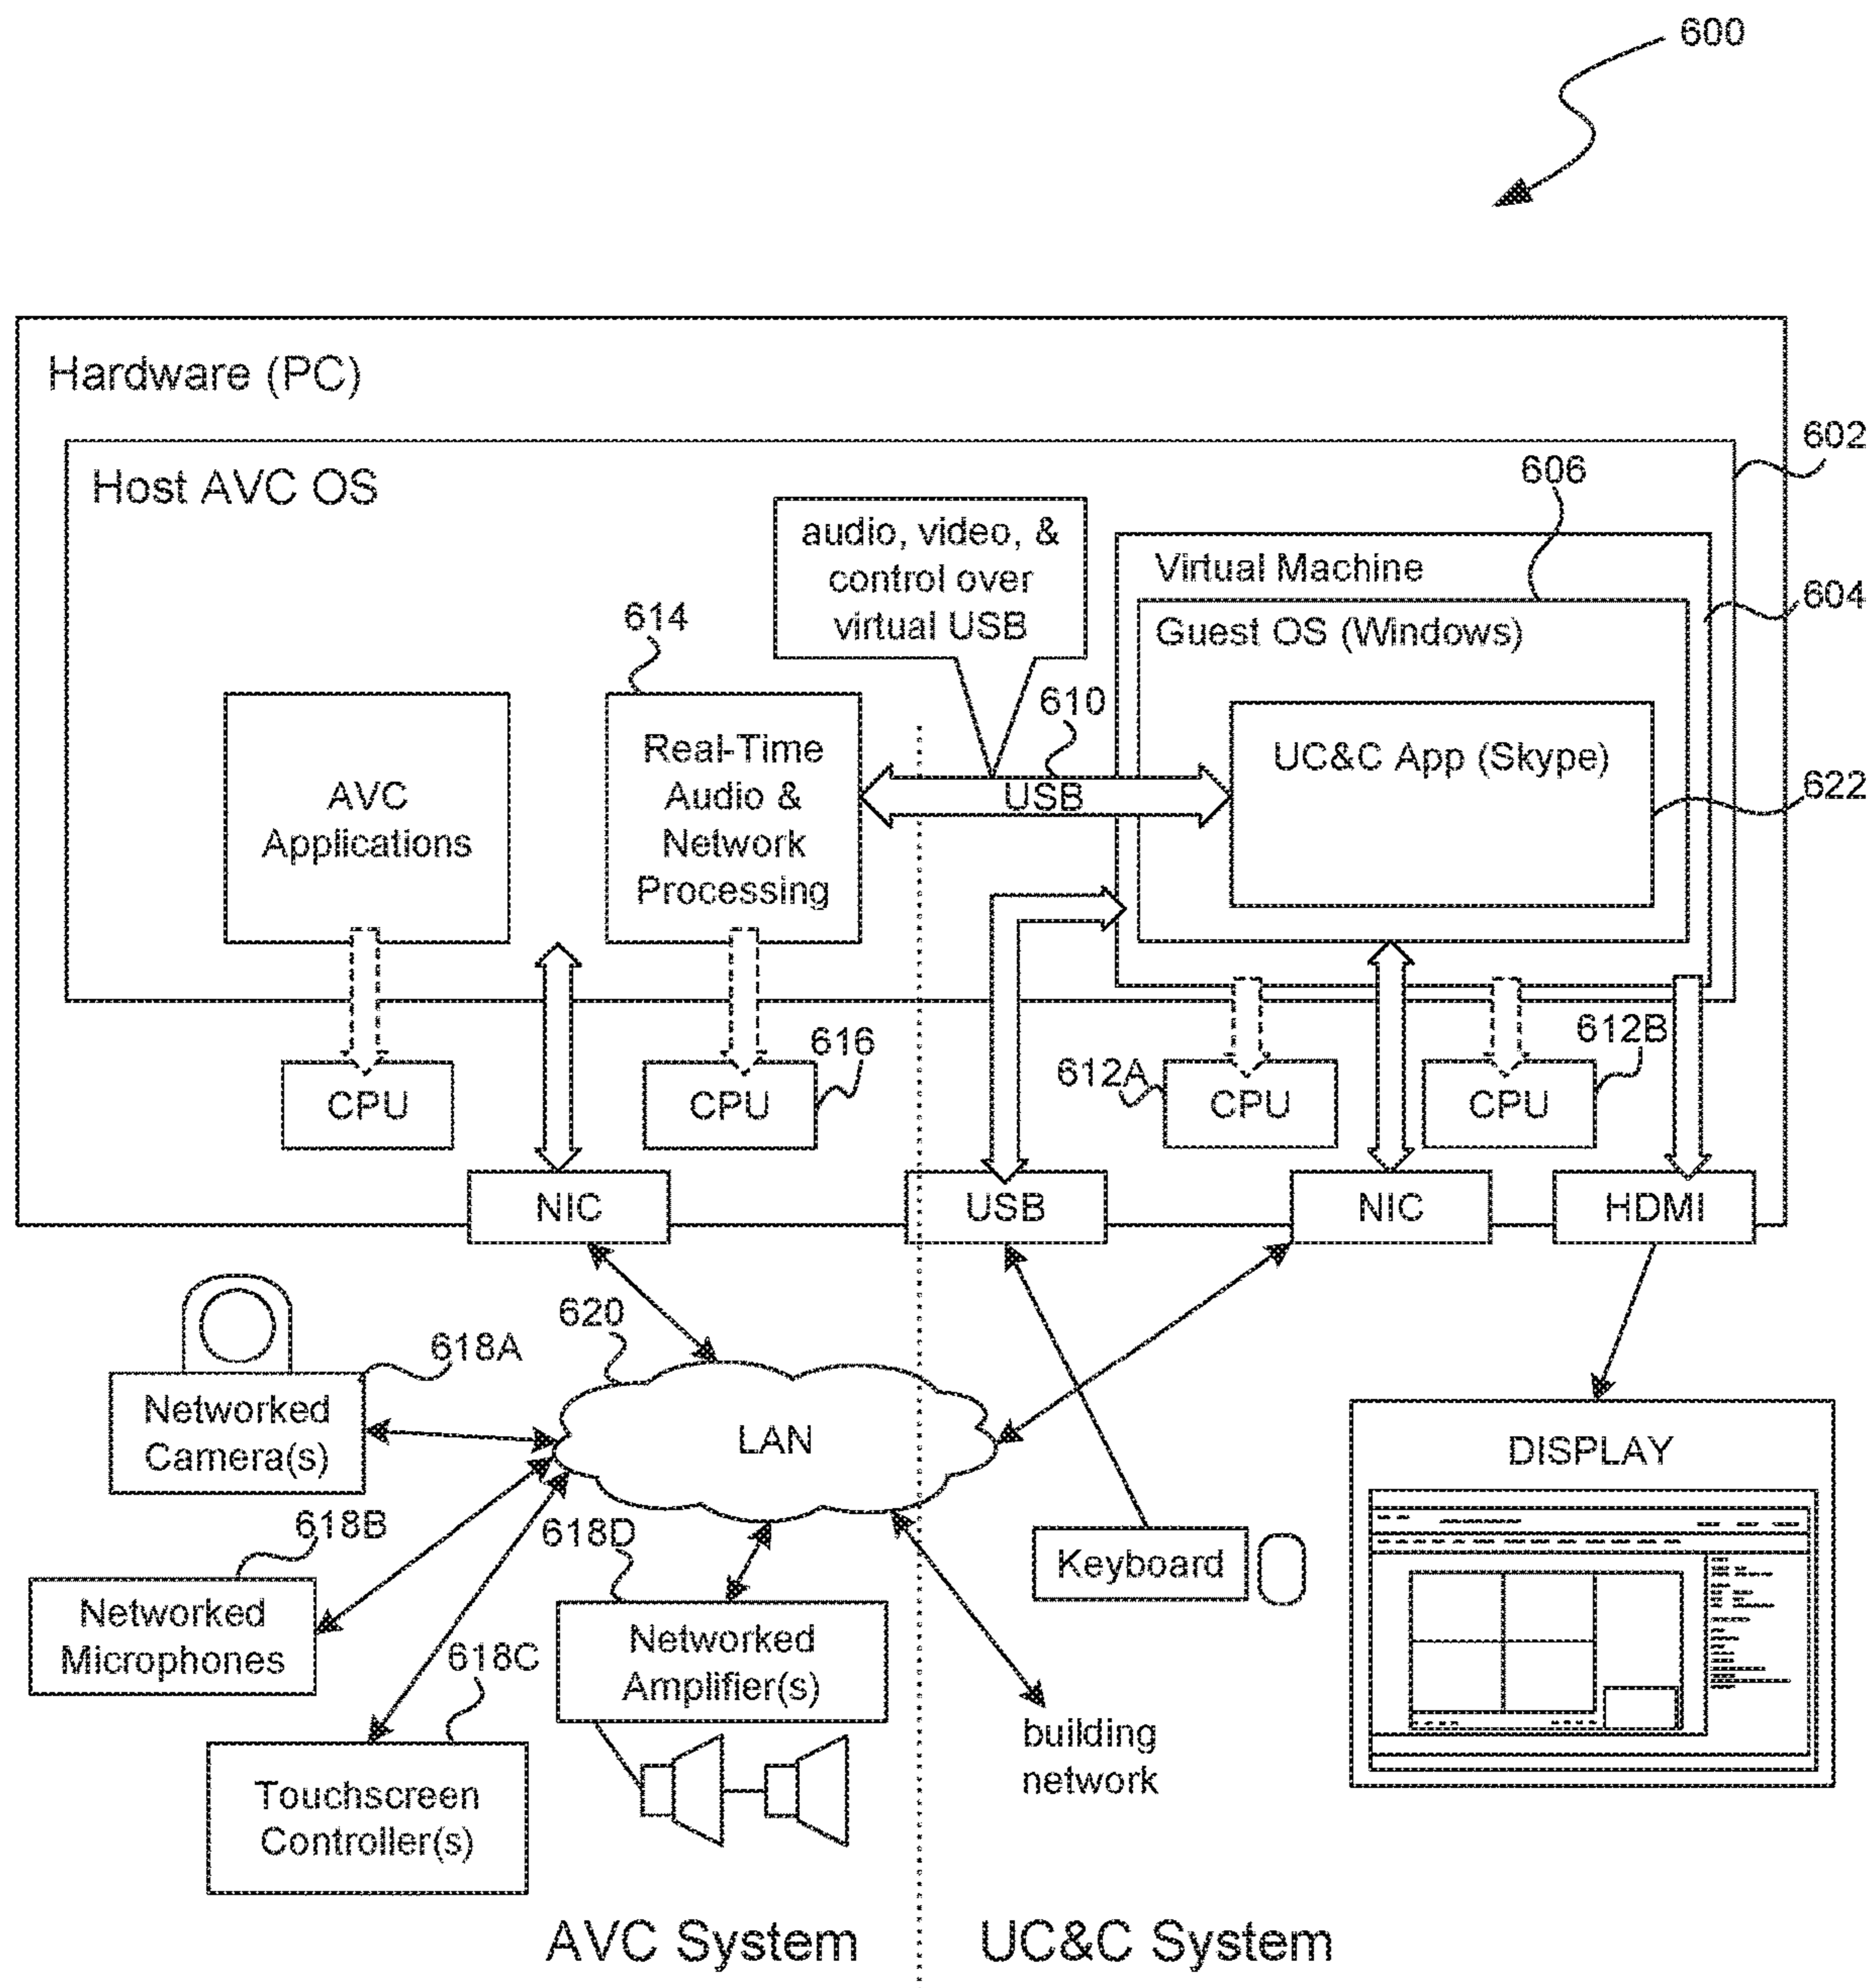 600
Hardware (PC)
602
Host AVC OS
606
audio, video, &
control over
virtual USB
Virtual Machine
604
614
Guest OS (Windows)
610
Real-Time
Audio &
Network
Processing
UC&C App (Skype)
AVC
Applications
USB
622
616
612A
612B
CPU
CPU
CPU
CPU
NIC
USB
NIC
HDMI
620
618A
Networked
Camera(s)
LAN
DISPLAY
618B
618D
Keyboard
Networked
Microphones
618C
Networked
Amplifier(s)
building
network
Touchscreen
Controller(s)
AVC System
UC&C System